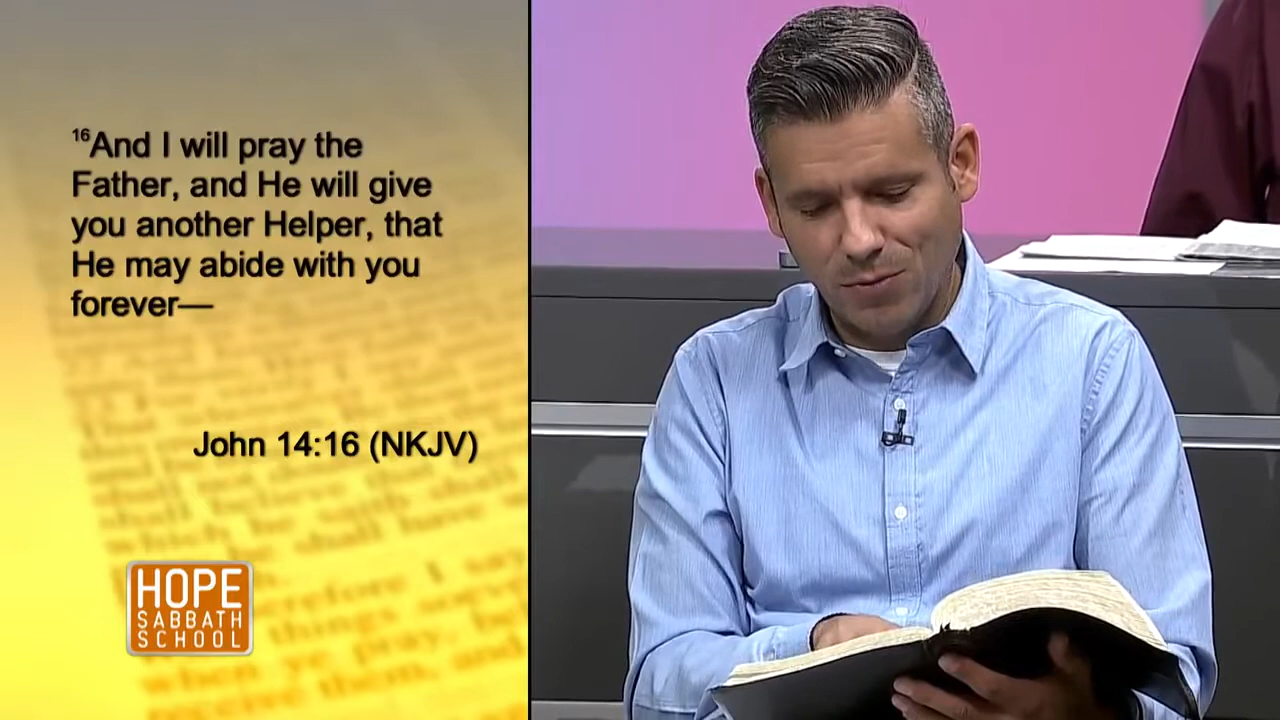 16And I will pray the
Father, and He will give
you another Helper, that
He may abide with you
forever—
John 14:16 (NKJV)
HOPE
SABBATH
SCHOOL